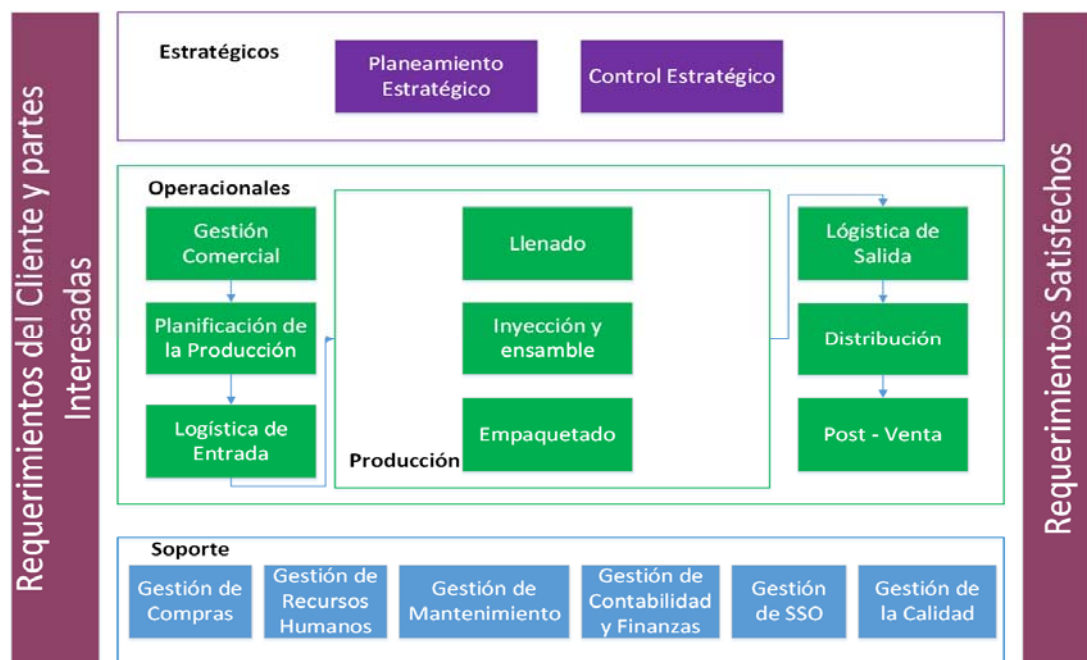 Requerimientos del Cliente y partes
Interesadas
Estratégicos
Planeamiento
Estratégico
Control Estratégico
Operacionales
Gestión
Comercial
Planificación de
la Producción
Logística de
Entrada
Llenado
Inyección y
ensamble
Empaquetado
Producción
Lógistica de
Salida
Distribución
Post - Venta
Soporte
Gestión de
Compras
Gestión de
Recursos
Humanos
Gestión de
Mantenimiento
Gestión de
Contabilidad
y Finanzas
Gestión
de SSO
Gestión de
la Calidad
Requerimientos Satisfechos